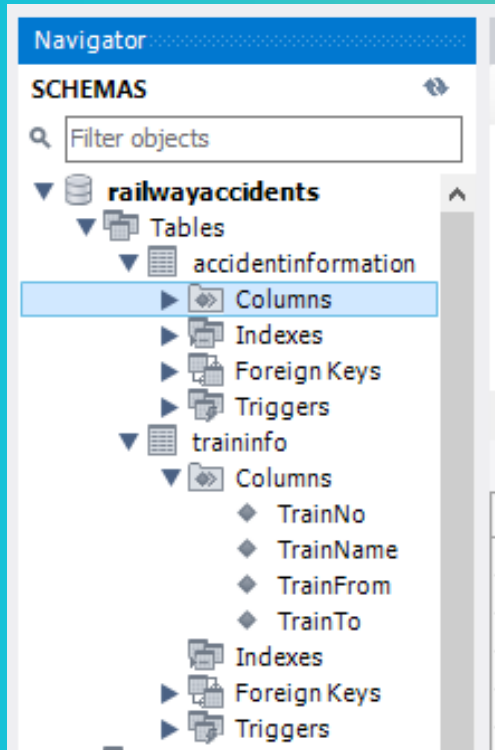 Navigator
SCHEMAS
Filter objects
railwayaccidents
Tables
accidentinformation
Columns
Indexes
Foreign Keys
Triggers
traininfo
Columns
TrainNo
TrainName
TrainFrom
TrainTo
Indexes
Foreign Keys
Triggers